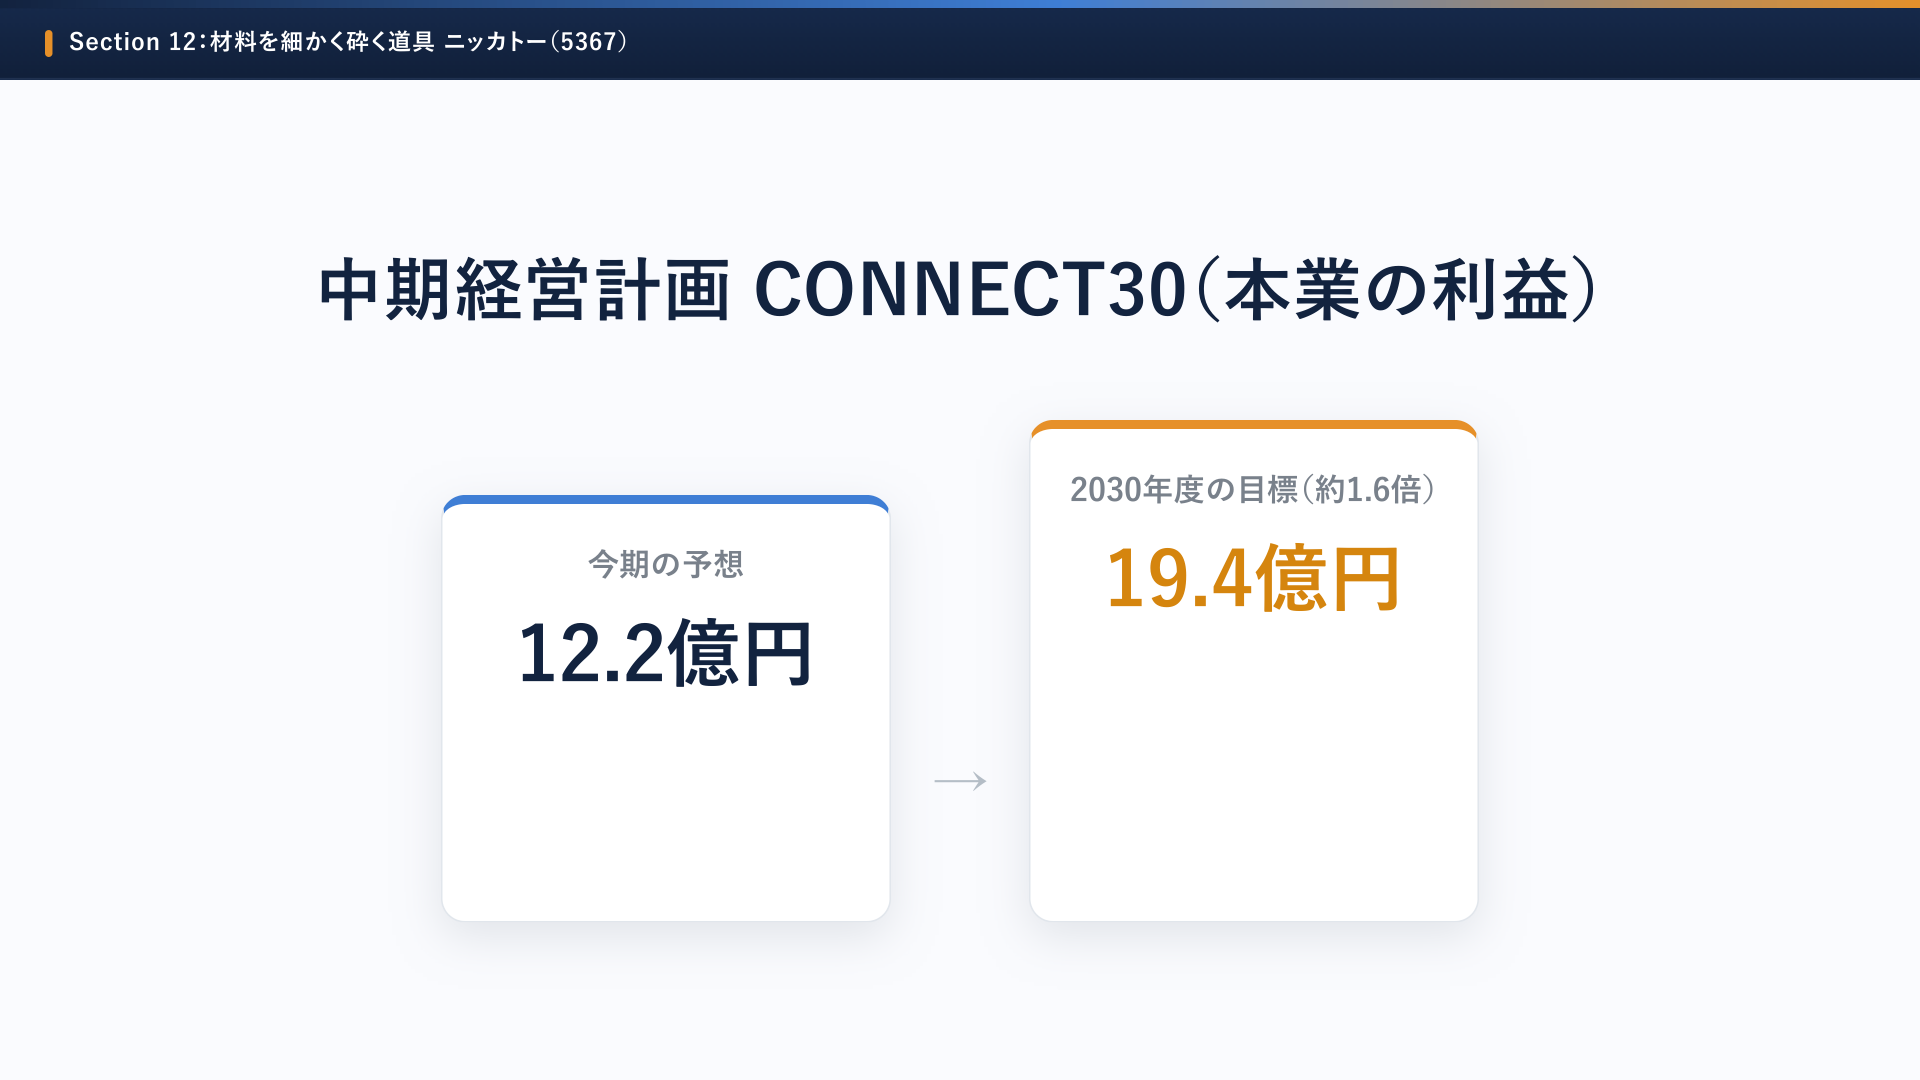 Section 12：材料を細かく砕く道具 ニッカトー（5367）
中期経営計画 CONNECT30（本業の利益）
今期の予想
12.2億円
→
2030年度の目標（約1.6倍）
19.4億円